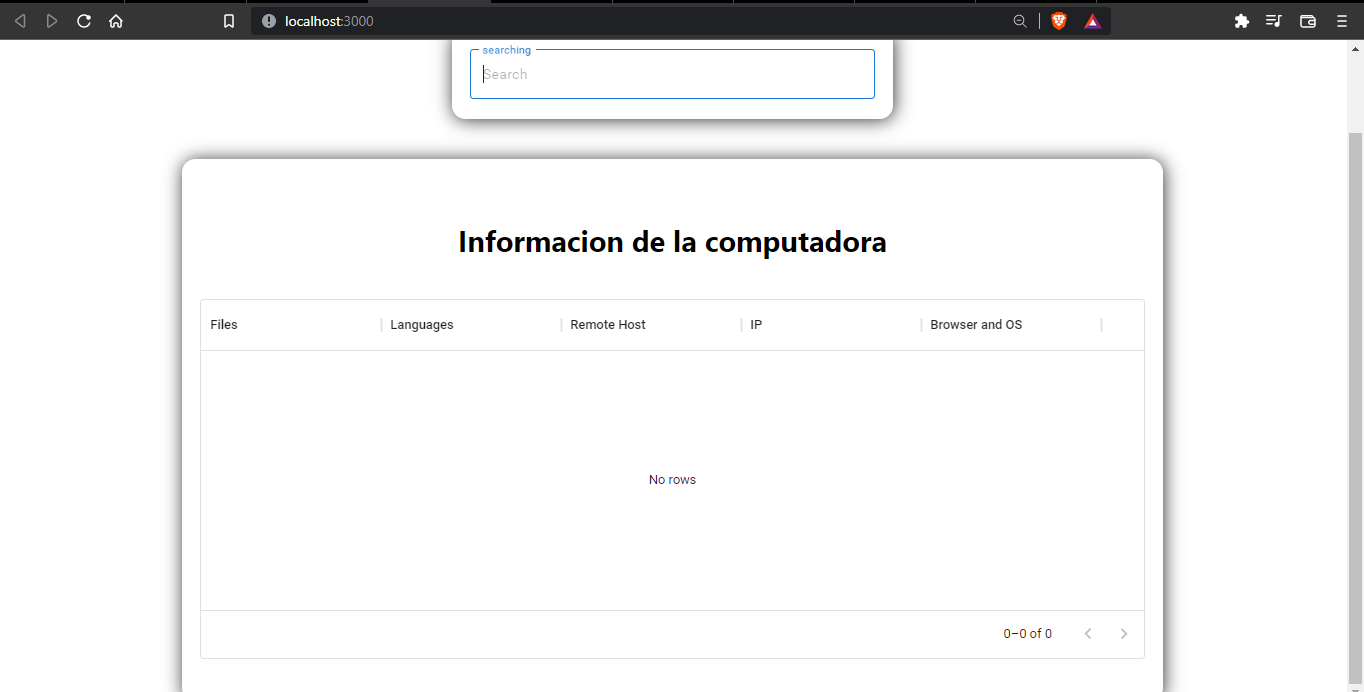 localhost:3000
searching
Search
Informacion de la computadora
Files Languages Remote Host IP Browser and OS
No rows
0–0 of 0